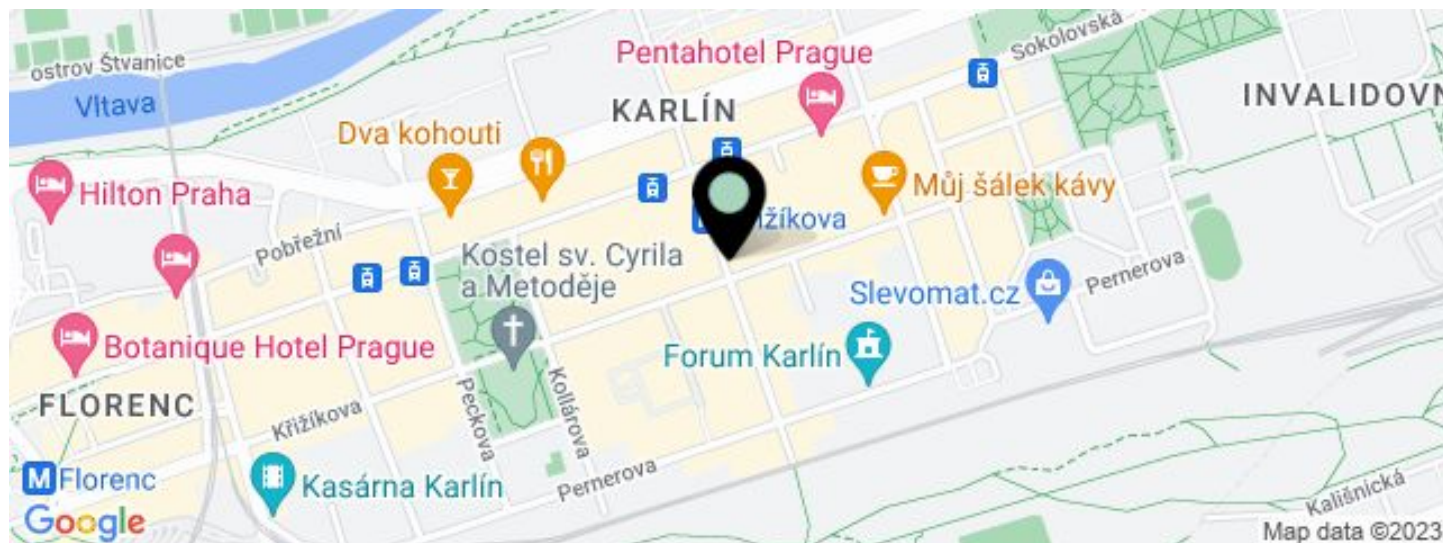 ostrov Štvanice
Vltava
Pentahotel Prague
Sokolovská
KARLÍN
INVALIDOVN
Dva kohouti
Hilton Praha
Můj šálek kávy
Pobřežní
žíkova
Kostel sv. Cyrila
a Metoděje
Pernerova
Slevomat.cz
Botanique Hotel Prague
Forum Karlín
FLORENC
Křižíkova
Peckova
Kollárova
M Florenc
Kasárna Karlín
Pernerova
Kališnická
Google
Map data ©2023